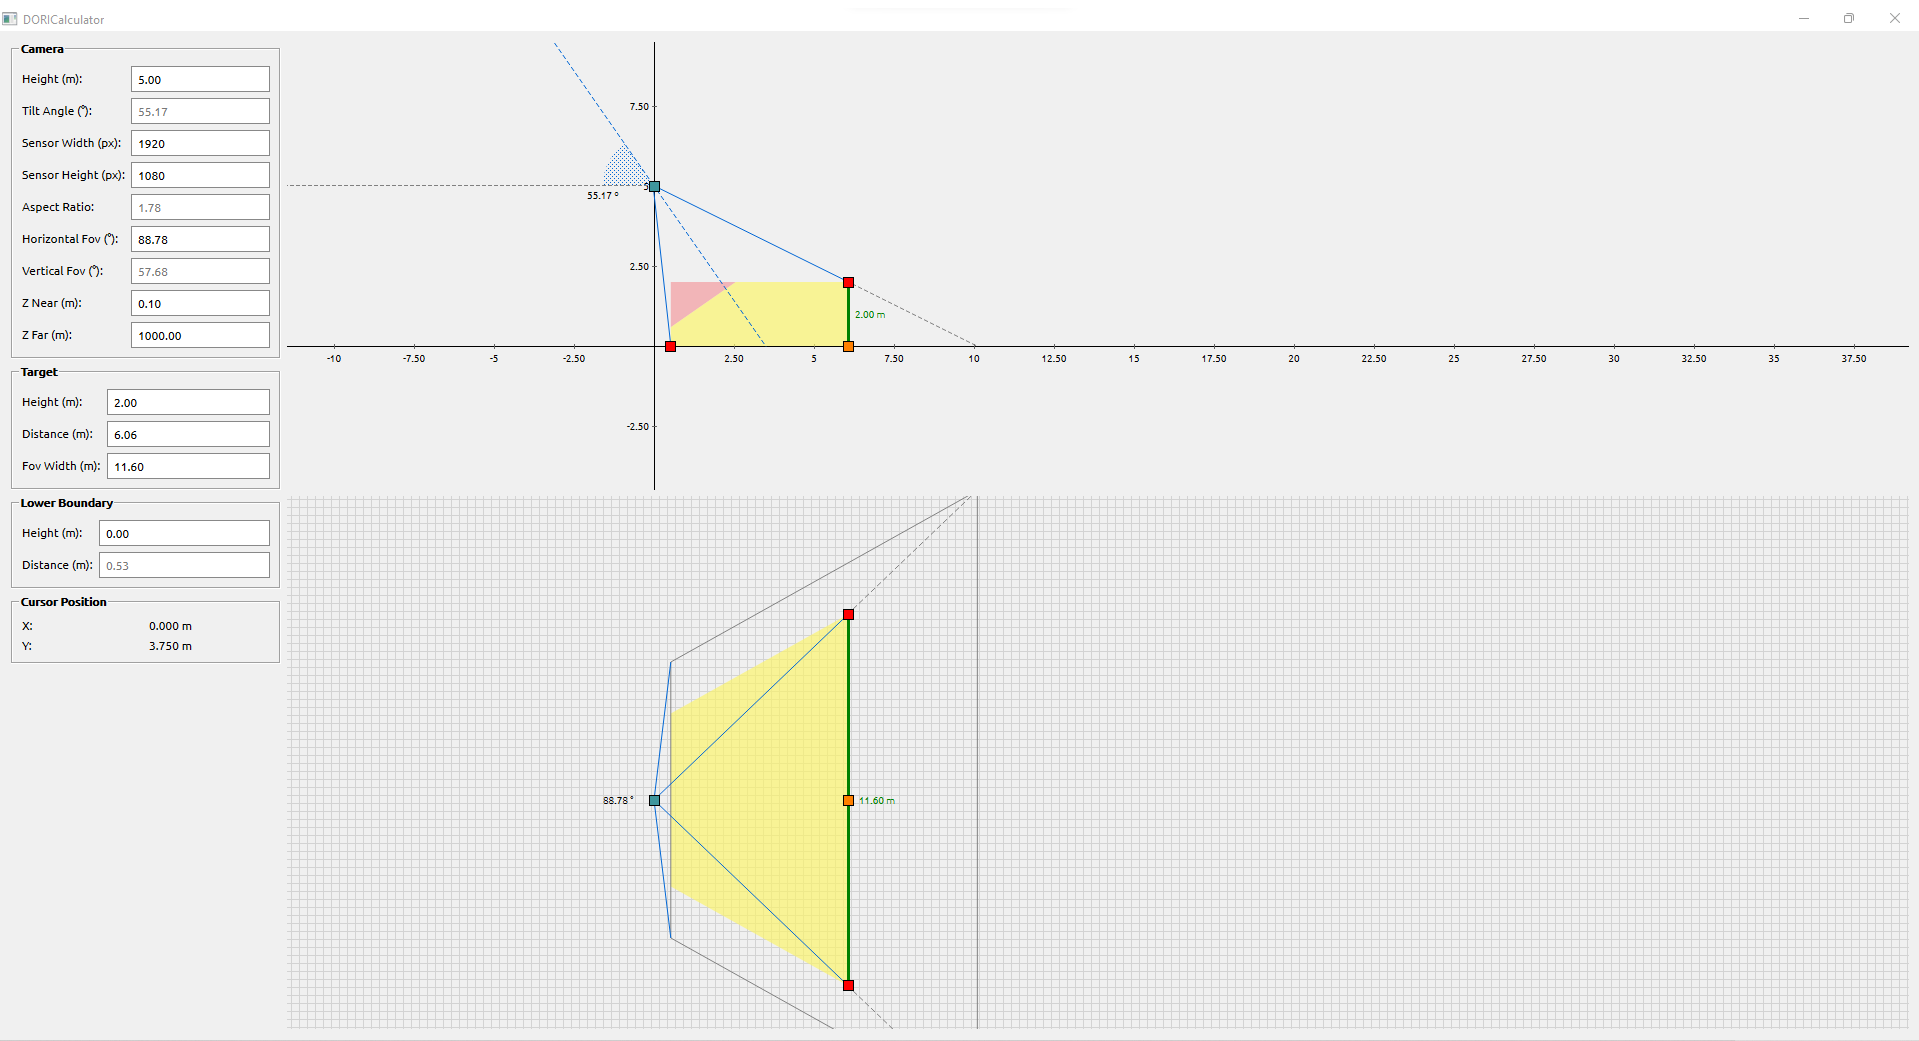 DORICalculator
Camera
Height (m): 5.00
Tilt Angle (°): 55.17
Sensor Width (px): 1920
Sensor Height (px): 1080
Aspect Ratio: 1.78
Horizontal Fov (°): 88.78
Vertical Fov (°): 57.68
Z Near (m): 0.10
Z Far (m): 1000.00
Target
Height (m): 2.00
Distance (m): 6.06
Fov Width (m): 11.60
Lower Boundary
Height (m): 0.00
Distance (m): 0.53
Cursor Position
X: 0.000 m
Y: 3.750 m
7.50
5
55.17 °
2.50
2.00 m
-10 -7.50 -5 -2.50 2.50 5 7.50 10 12.50 15 17.50 20 22.50 25 27.50 30 32.50 35 37.50
-2.50
88.78 °
11.60 m